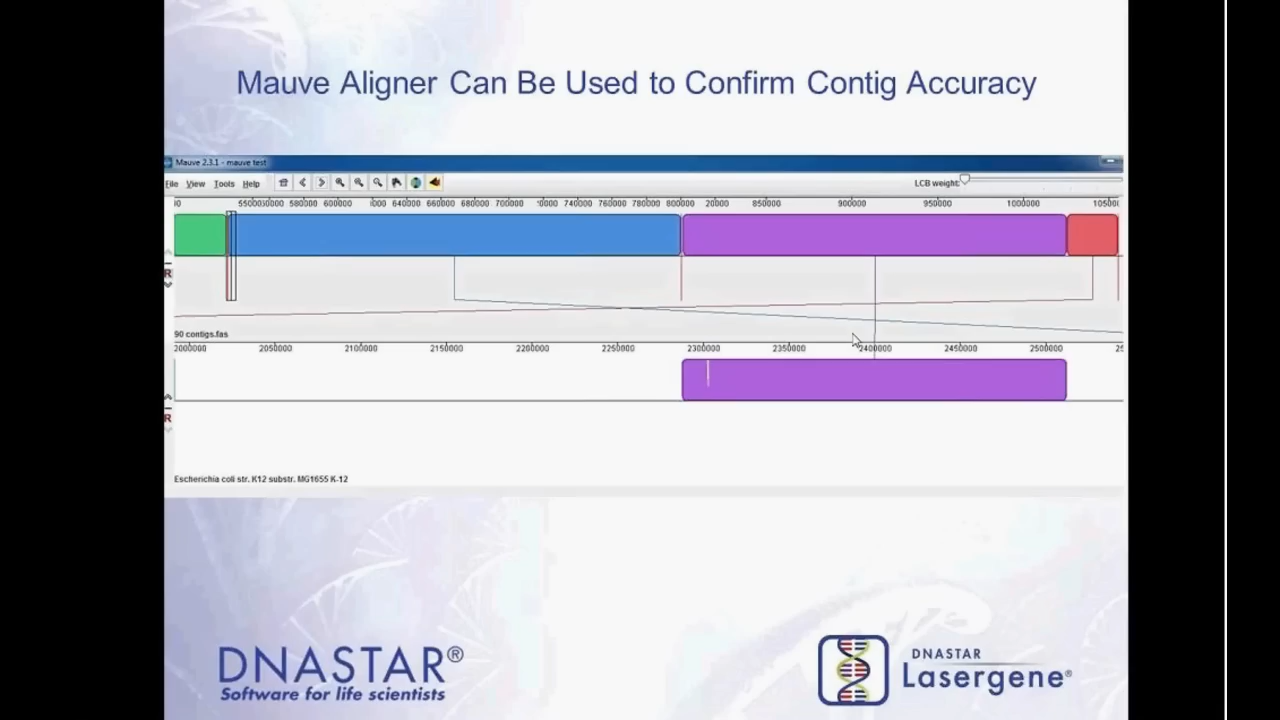 Mauve Aligner Can Be Used to Confirm Contig Accuracy
Mauve 2.3.1 - mauve test
File View Tools Help
LCB weight:
580000 600000 640000 660000 680000 700000 740000 760000 780000 800000 850000 900000 950000 1000000
R
90 contigs.fas
2000000 2050000 2100000 2150000 2200000 2250000 2300000 2350000 2400000 2450000 2500000
R
Escherichia coli str. K12 substr. MG1655 K-12
DNASTAR®
Software for life scientists
DNASTAR
Lasergene®